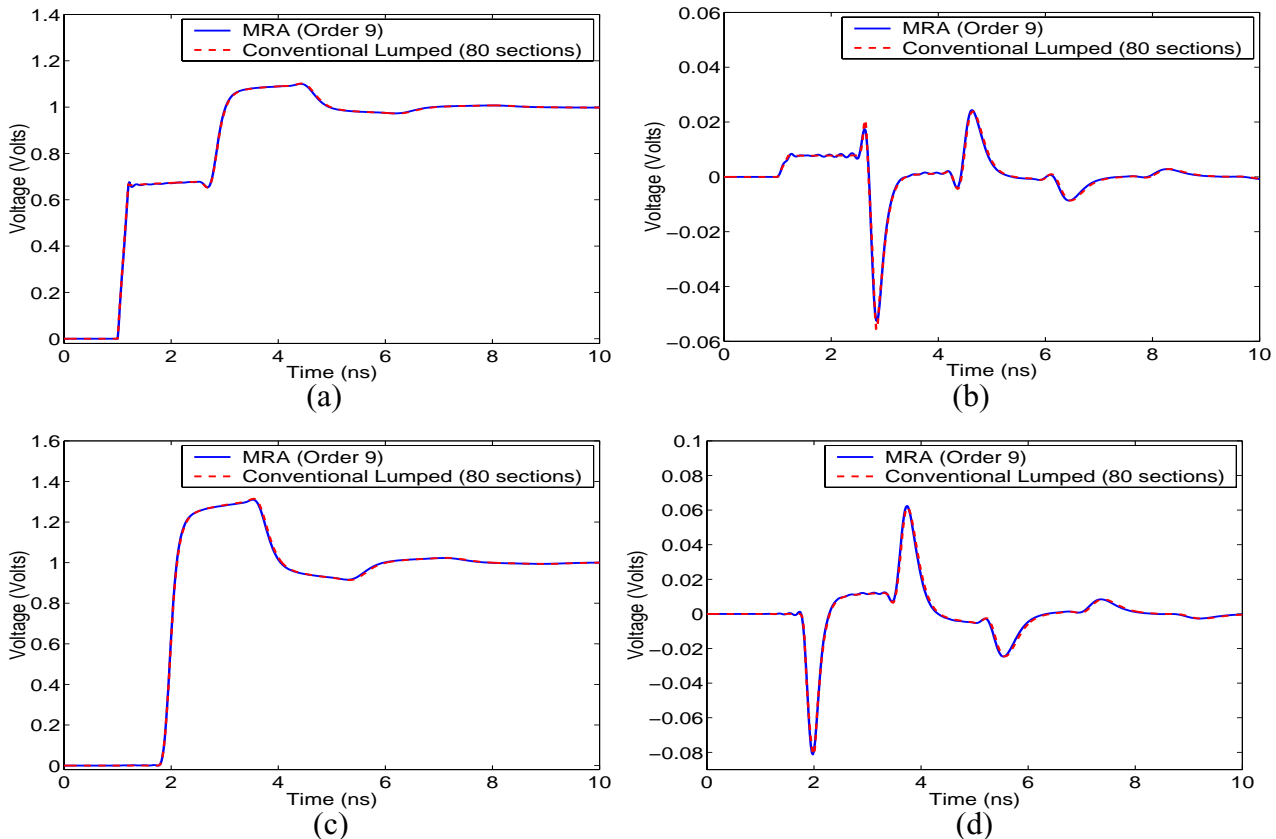 1.4
1.2
1
0.8
0.6
0.4
0.2
0
Voltage (Volts)
MRA (Order 9)
Conventional Lumped (80 sections)
0 2 4 6 8 10
Time (ns)
(a)
0.06
0.04
0.02
0
−0.02
−0.04
−0.06
Voltage (Volts)
MRA (Order 9)
Conventional Lumped (80 sections)
0 2 4 6 8 10
Time (ns)
(b)
1.6
1.4
1.2
1
0.8
0.6
0.4
0.2
0
Voltage (Volts)
MRA (Order 9)
Conventional Lumped (80 sections)
0 2 4 6 8 10
Time (ns)
(c)
0.1
0.08
0.06
0.04
0.02
0
−0.02
−0.04
−0.06
−0.08
Voltage (Volts)
MRA (Order 9)
Conventional Lumped (80 sections)
0 2 4 6 8 10
Time (ns)
(d)